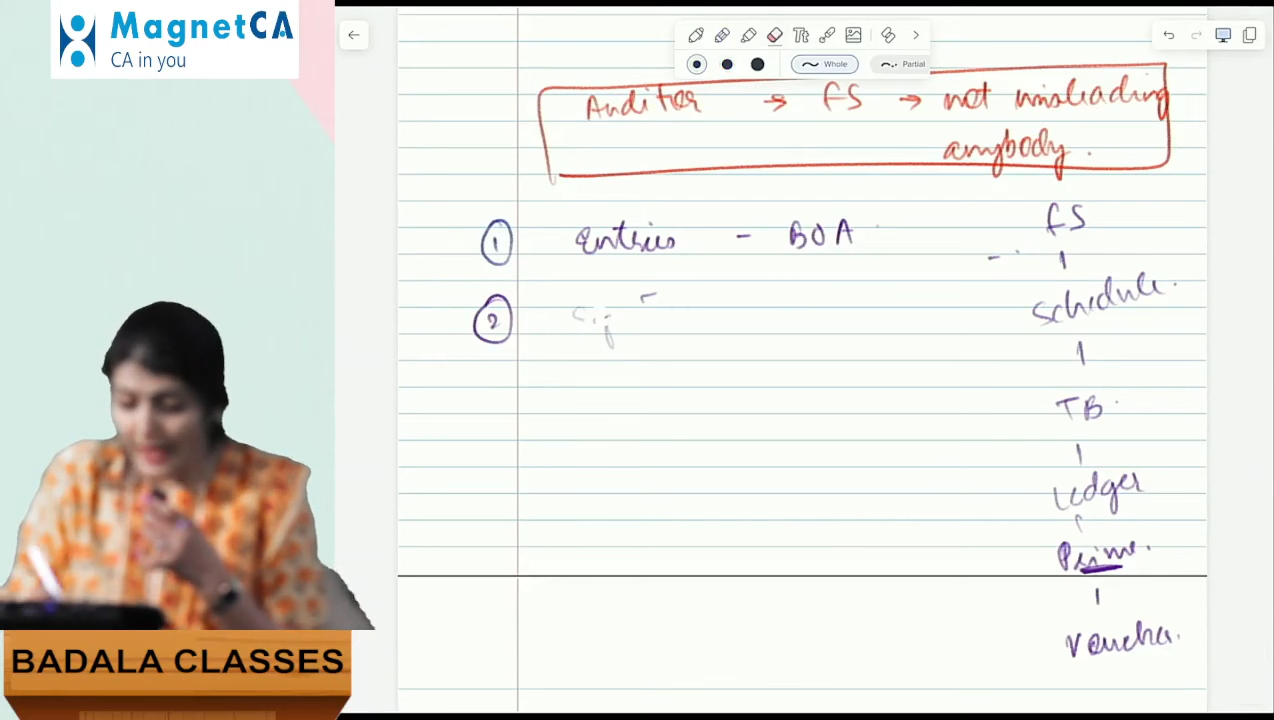 MagnetCA
CA in you
Whole
Partial
Auditor → FS → not misleading
anybody.
① Entries - BOA
②
FS
Schedule.
TB
Ledger
Prime.
BADALA CLASSES